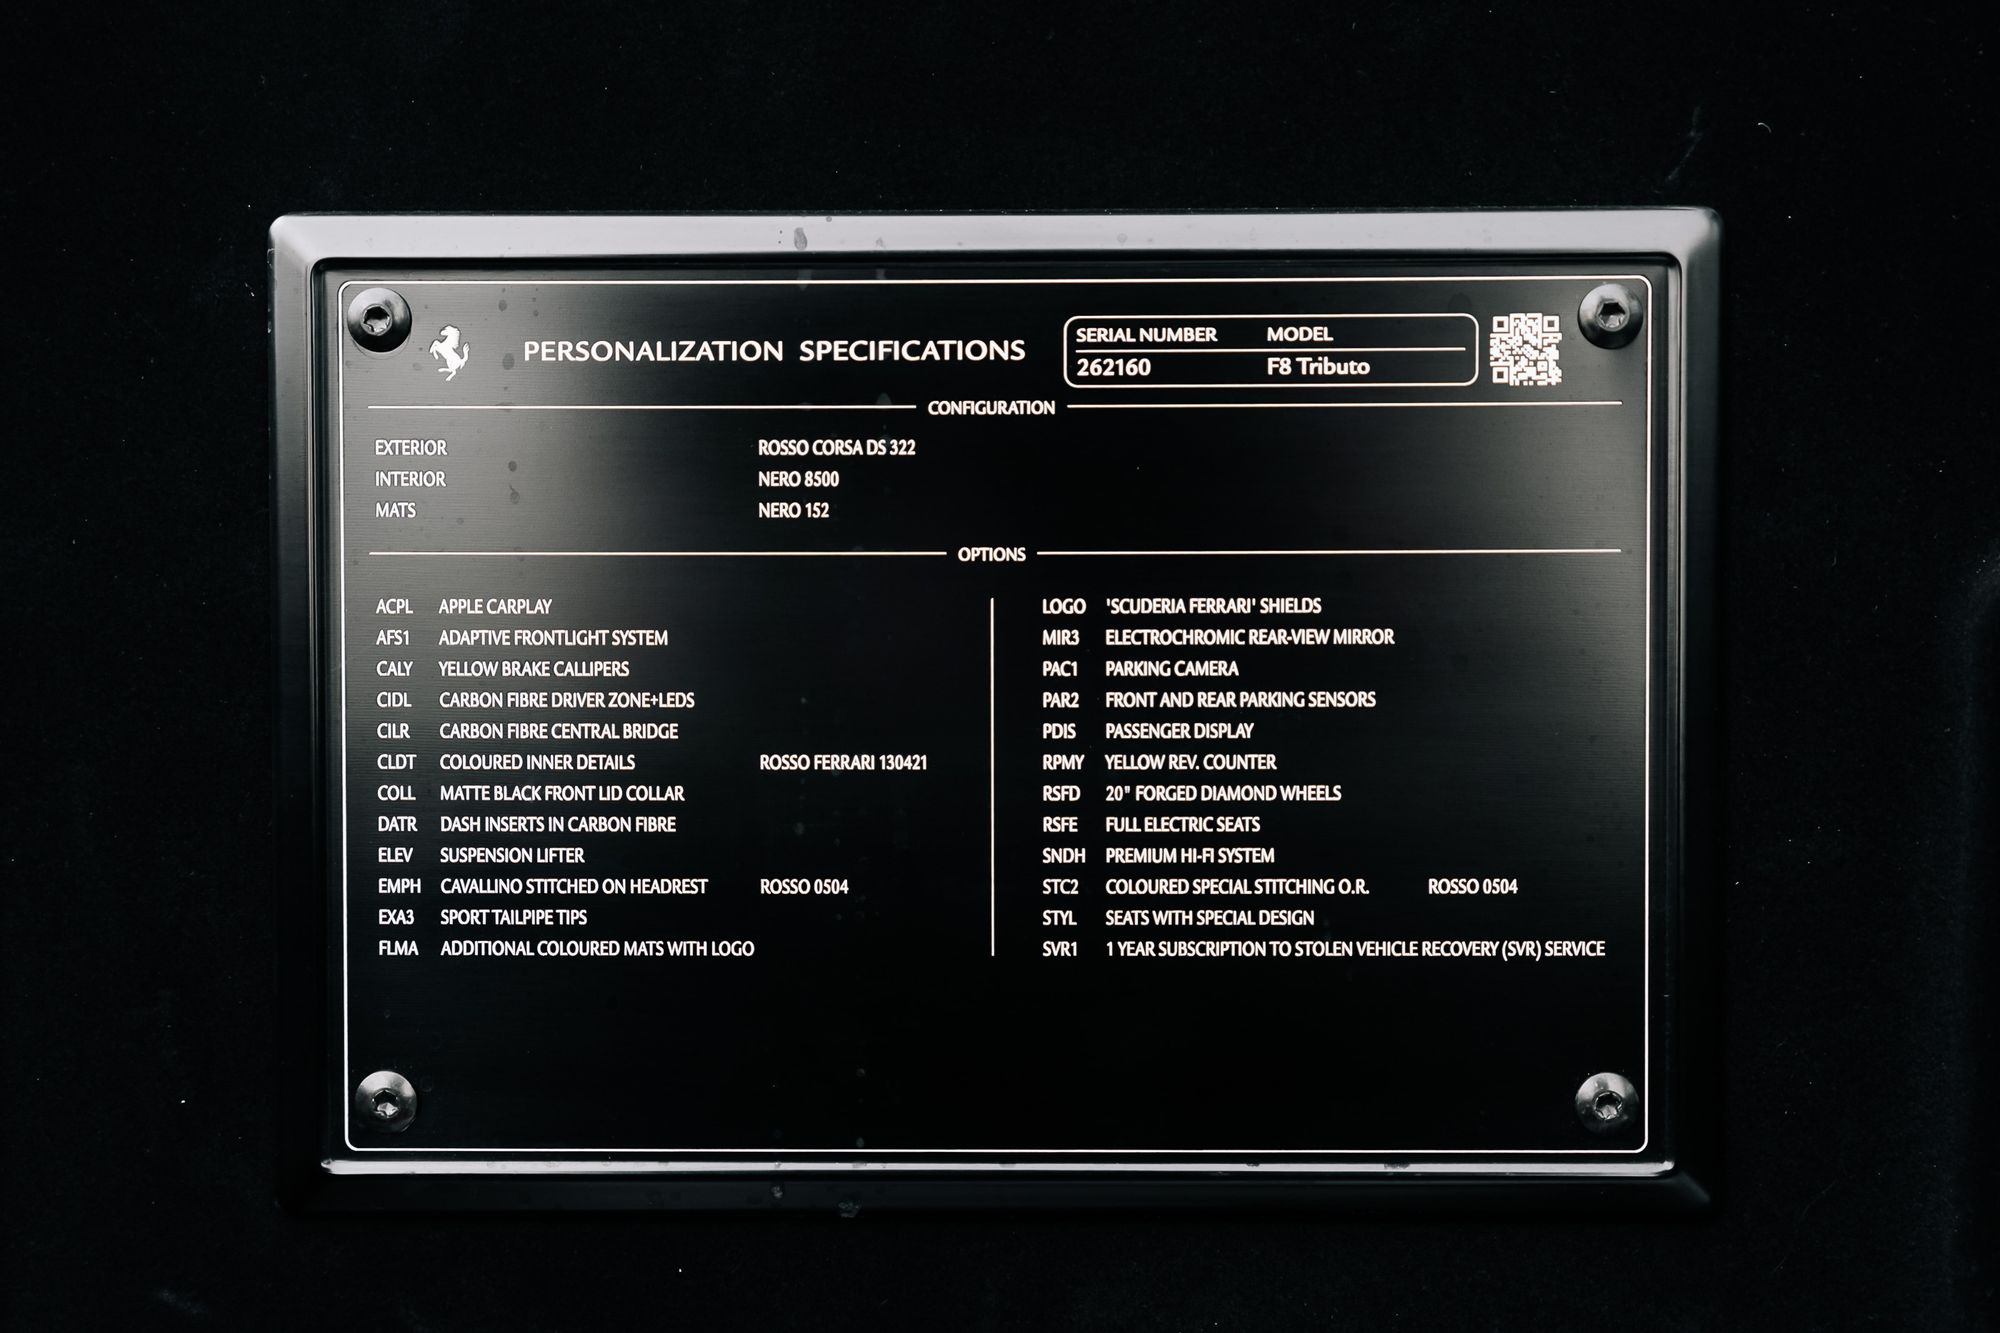 PERSONALIZATION SPECIFICATIONS
SERIAL NUMBER MODEL
262160 F8 Tributo
CONFIGURATION
EXTERIOR ROSSO CORSA DS 322
INTERIOR NERO 8500
MATS NERO 152
OPTIONS
ACPL APPLE CARPLAY
AFS1 ADAPTIVE FRONTLIGHT SYSTEM
CALY YELLOW BRAKE CALLIPERS
CIDL CARBON FIBRE DRIVER ZONE+LEDS
CILR CARBON FIBRE CENTRAL BRIDGE
CLDT COLOURED INNER DETAILS ROSSO FERRARI 130421
COLL MATTE BLACK FRONT LID COLLAR
DATR DASH INSERTS IN CARBON FIBRE
ELEV SUSPENSION LIFTER
EMPH CAVALLINO STITCHED ON HEADREST ROSSO 0504
EXA3 SPORT TAILPIPE TIPS
FLMA ADDITIONAL COLOURED MATS WITH LOGO
LOGO 'SCUDERIA FERRARI' SHIELDS
MIR3 ELECTROCHROMIC REAR-VIEW MIRROR
PAC1 PARKING CAMERA
PAR2 FRONT AND REAR PARKING SENSORS
PDIS PASSENGER DISPLAY
RPMY YELLOW REV. COUNTER
RSFD 20" FORGED DIAMOND WHEELS
RSFE FULL ELECTRIC SEATS
SNDH PREMIUM HI-FI SYSTEM
STC2 COLOURED SPECIAL STITCHING O.R. ROSSO 0504
STYL SEATS WITH SPECIAL DESIGN
SVR1 1 YEAR SUBSCRIPTION TO STOLEN VEHICLE RECOVERY (SVR) SERVICE